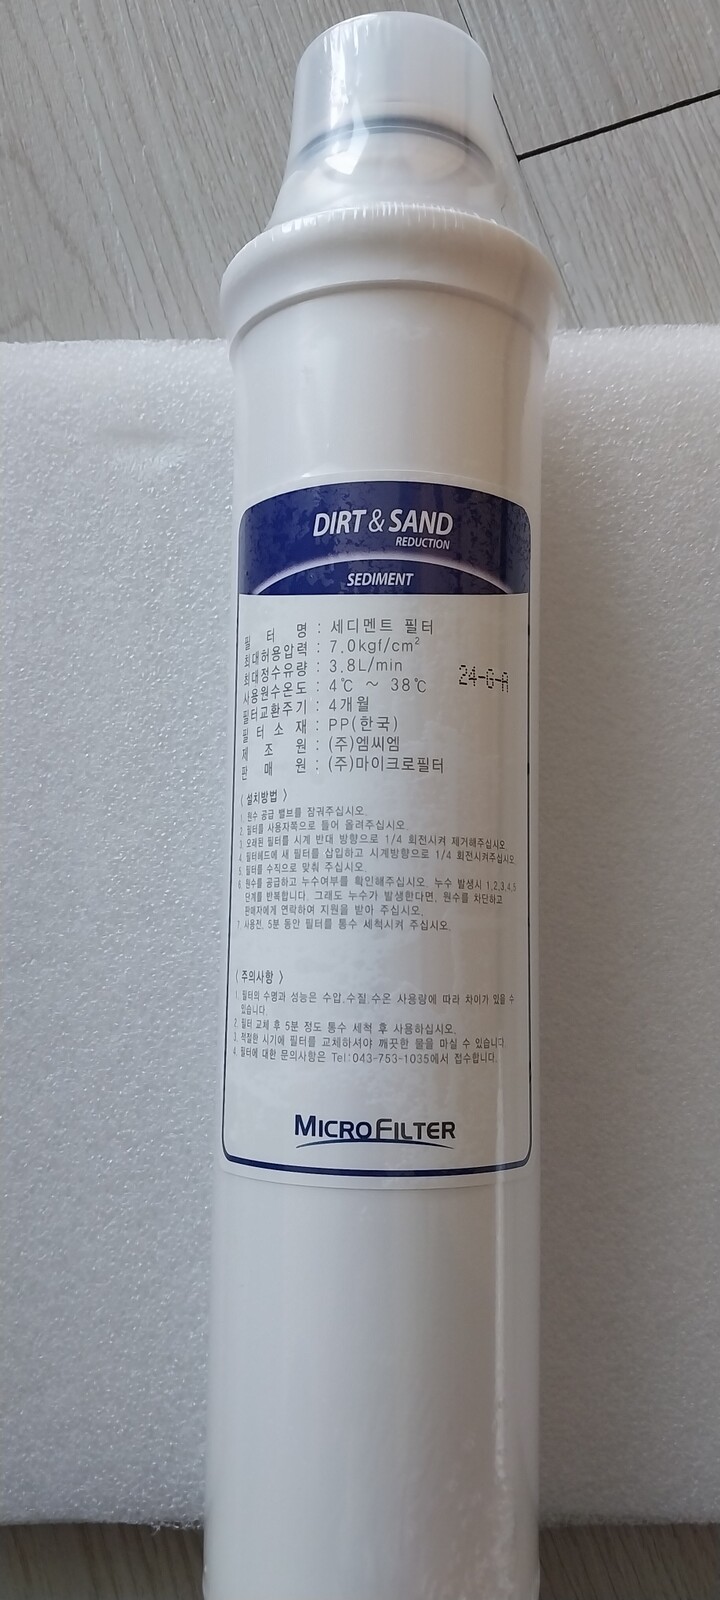 DIRT & SAND
REDUCTION
SEDIMENT
필터명 : 세디멘트 필터
최대허용압력 : 7.0kgf/cm²
최대정수유량 : 3.8L/min
24-G-A
사용원수온도 : 4℃ ~ 38℃
필터교환주기 : 4개월
필터소재 : PP(한국)
제조원 : (주)엠씨엠
판매원 : (주)마이크로필터
〈 설치방법 〉
1. 원수 공급 밸브를 잠궈주십시오.
2. 필터를 사용자쪽으로 들어 올려주십시오.
3. 오래된 필터를 시계 반대 방향으로 1/4 회전시켜 제거해주십시오.
4. 필터헤드에 새 필터를 삽입하고 시계방향으로 1/4 회전시켜주십시오.
5. 필터를 수직으로 맞춰 주십시오.
6. 원수를 공급하고 누수여부를 확인해주십시오. 누수 발생시 1,2,3,4,5
단계를 반복합니다. 그래도 누수가 발생한다면, 원수를 차단하고
판매자에게 연락하여 지원을 받아 주십시오.
7. 사용전, 5분 동안 필터를 통수 세척시켜 주십시오.
〈 주의사항 〉
1. 필터의 수명과 성능은 수압,수질,수온 사용량에 따라 차이가 있을 수
있습니다.
2. 필터 교체 후 5분 정도 통수 세척 후 사용하십시오.
3. 적절한 시기에 필터를 교체하셔야 깨끗한 물을 마실 수 있습니다.
4. 필터에 대한 문의사항은 Tel:043-753-1035에서 접수합니다.
MICROFILTER